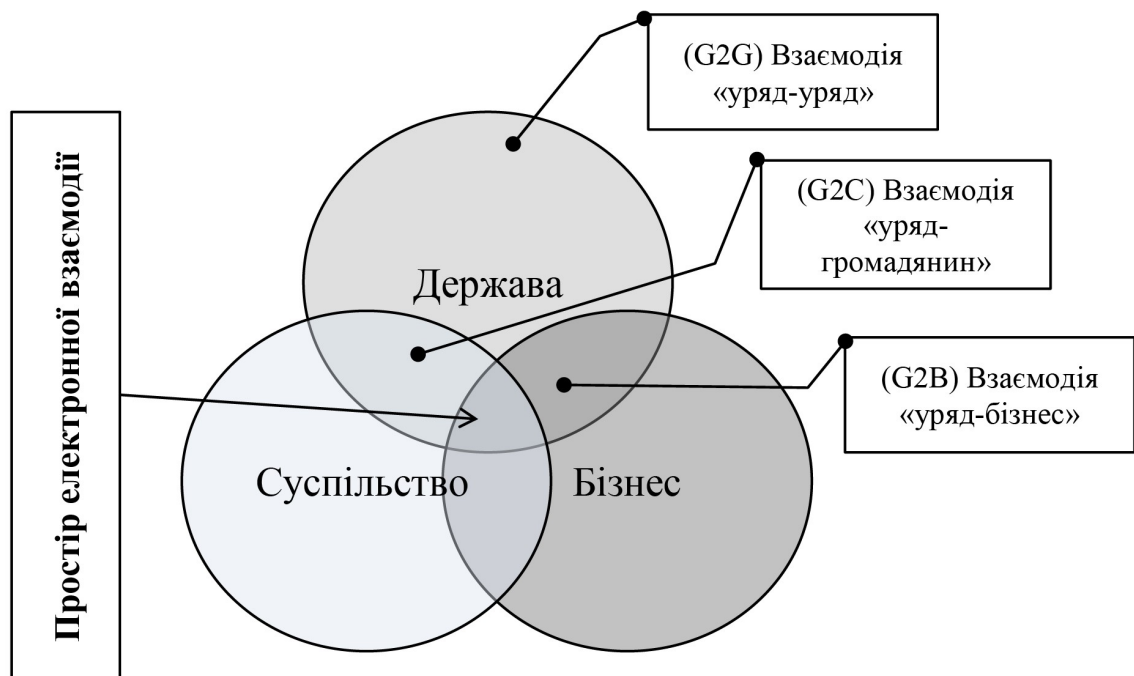 (G2G) Взаємодія
«уряд-уряд»
(G2C) Взаємодія
«уряд-
громадянин»
(G2B) Взаємодія
«уряд-бізнес»
Простір електронної взаємодії
Держава
Суспільство
Бізнес